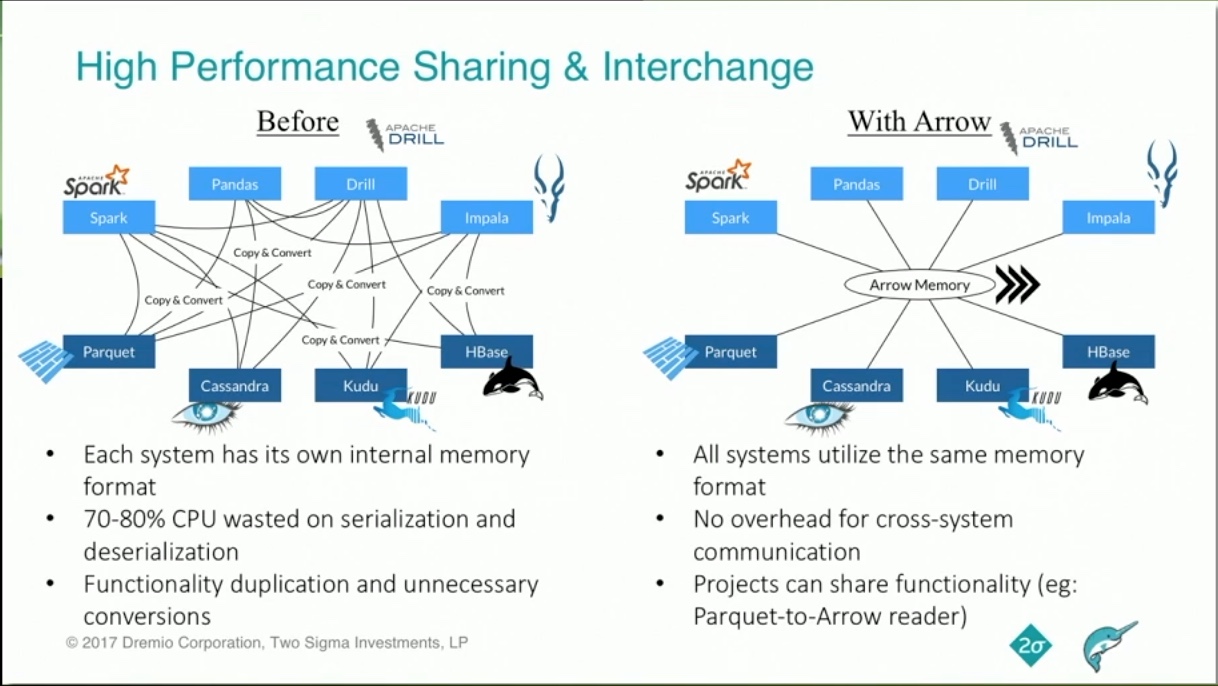 High Performance Sharing & Interchange
Before
APACHE
DRILL
APACHE
Spark
Spark
Pandas
Drill
Impala
Copy & Convert
Copy & Convert
Copy & Convert
Copy & Convert
Copy & Convert
Parquet
Cassandra
Kudu
HBase
KUDU
With Arrow
APACHE
DRILL
APACHE
Spark
Spark
Pandas
Drill
Impala
Arrow Memory
Parquet
Cassandra
Kudu
HBase
KUDU
• Each system has its own internal memory
format
• 70-80% CPU wasted on serialization and
deserialization
• Functionality duplication and unnecessary
conversions
• All systems utilize the same memory
format
• No overhead for cross-system
communication
• Projects can share functionality (eg:
Parquet-to-Arrow reader)
© 2017 Dremio Corporation, Two Sigma Investments, LP
2σ